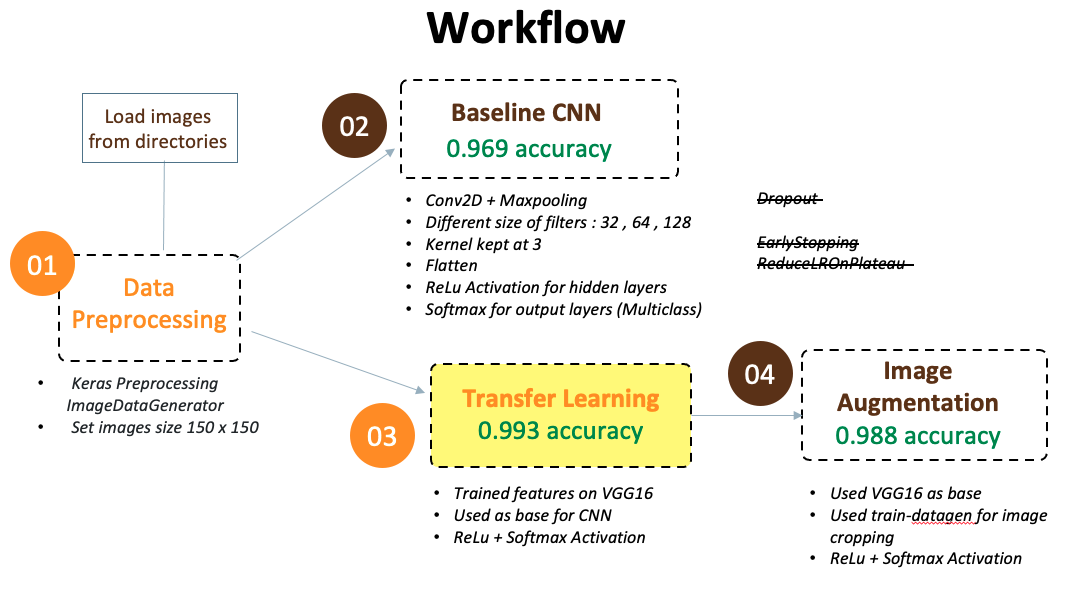 Workflow
Load images
from directories
01
Data
Preprocessing
• Keras Preprocessing
ImageDataGenerator
• Set images size 150 x 150
02
Baseline CNN
0.969 accuracy
• Conv2D + Maxpooling
• Different size of filters : 32 , 64 , 128
• Kernel kept at 3
• Flatten
• ReLu Activation for hidden layers
• Softmax for output layers (Multiclass)
Dropout
EarlyStopping
ReduceLROnPlateau
03
Transfer Learning
0.993 accuracy
• Trained features on VGG16
• Used as base for CNN
• ReLu + Softmax Activation
04
Image
Augmentation
0.988 accuracy
• Used VGG16 as base
• Used train-datagen for image
cropping
• ReLu + Softmax Activation